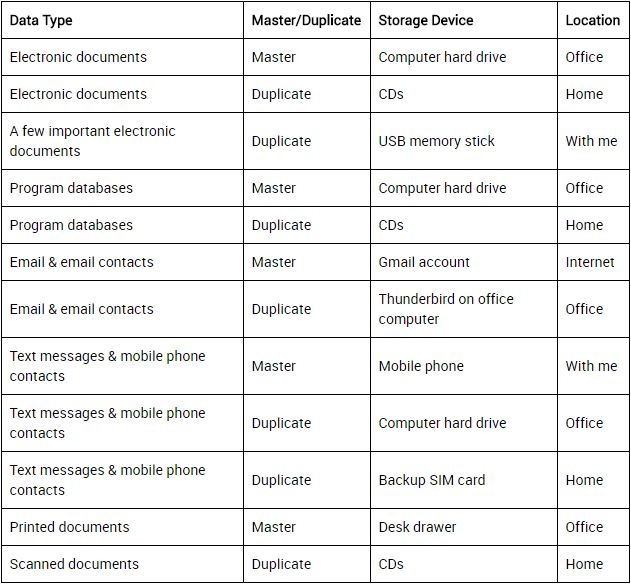 Data Type Master/Duplicate Storage Device Location
Electronic documents Master Computer hard drive Office
Electronic documents Duplicate CDs Home
A few important electronic
documents Duplicate USB memory stick With me
Program databases Master Computer hard drive Office
Program databases Duplicate CDs Home
Email & email contacts Master Gmail account Internet
Email & email contacts Duplicate Thunderbird on office
computer Office
Text messages & mobile phone
contacts Master Mobile phone With me
Text messages & mobile phone
contacts Duplicate Computer hard drive Office
Text messages & mobile phone
contacts Duplicate Backup SIM card Home
Printed documents Master Desk drawer Office
Scanned documents Duplicate CDs Home